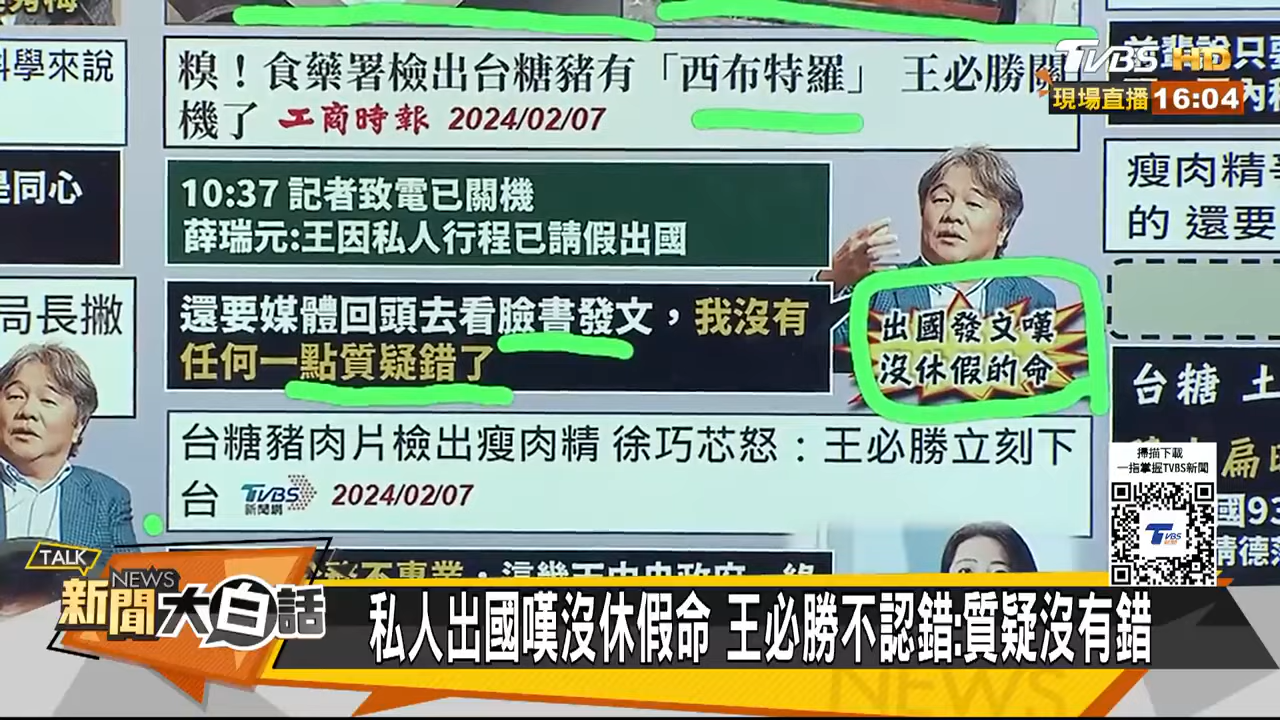 科學來說
是同心
局長撇
糗！食藥署檢出台糖豬有「西布特羅」 王必勝關
機了 工商時報 2024/02/07
10:37 記者致電已關機
薛瑞元:王因私人行程已請假出國
還要媒體回頭去看臉書發文，我沒有
任何一點質疑錯了
出國發文嘆
沒休假的命
台糖豬肉片檢出瘦肉精 徐巧芯怒：王必勝立刻下
台 TVBS 新聞網 2024/02/07
TVBS HD
現場直播 16:04
瘦肉精
的 還要
台糖 土
掃描下載
一指掌握TVBS新聞
TVBS
國93
TALK
NEWS
新聞大白話
私人出國嘆沒休假命 王必勝不認錯:質疑沒有錯
NEWS